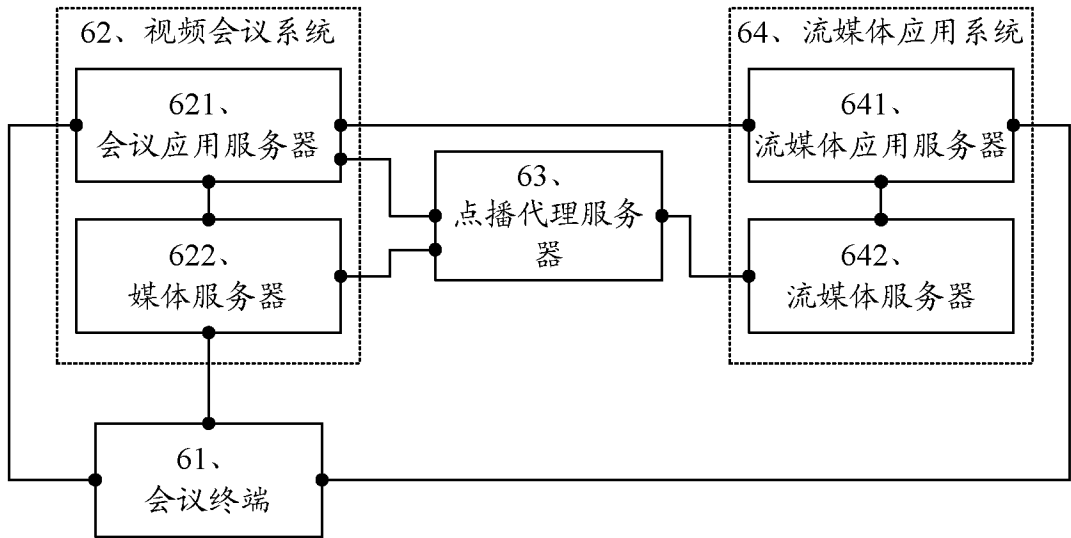 62、视频会议系统
64、流媒体应用系统
621、
会议应用服务器
641、
流媒体应用服务器
63、
点播代理服务
器
622、
媒体服务器
642、
流媒体服务器
61、
会议终端